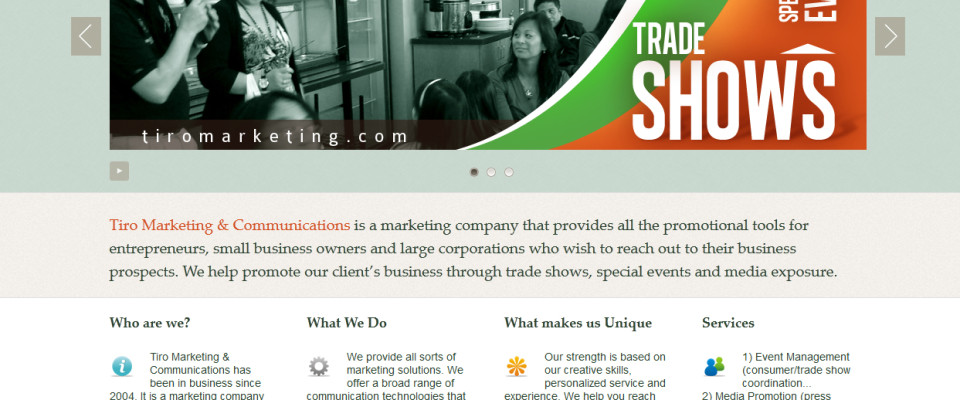 TRADE
SHOWS
SPE
EV
tiromarketing.com
Tiro Marketing & Communications is a marketing company that provides all the promotional tools for
entrepreneurs, small business owners and large corporations who wish to reach out to their business
prospects. We help promote our client's business through trade shows, special events and media exposure.
Who are we?
Tiro Marketing &
Communications has
been in business since
2004. It is a marketing company
What We Do
We provide all sorts of
marketing solutions. We
offer a broad range of
communication technologies that
What makes us Unique
Our strength is based on
our creative skills,
personalized service and
experience. We help you reach
Services
1) Event Management
(consumer/trade show
coordination...
2) Media Promotion (press